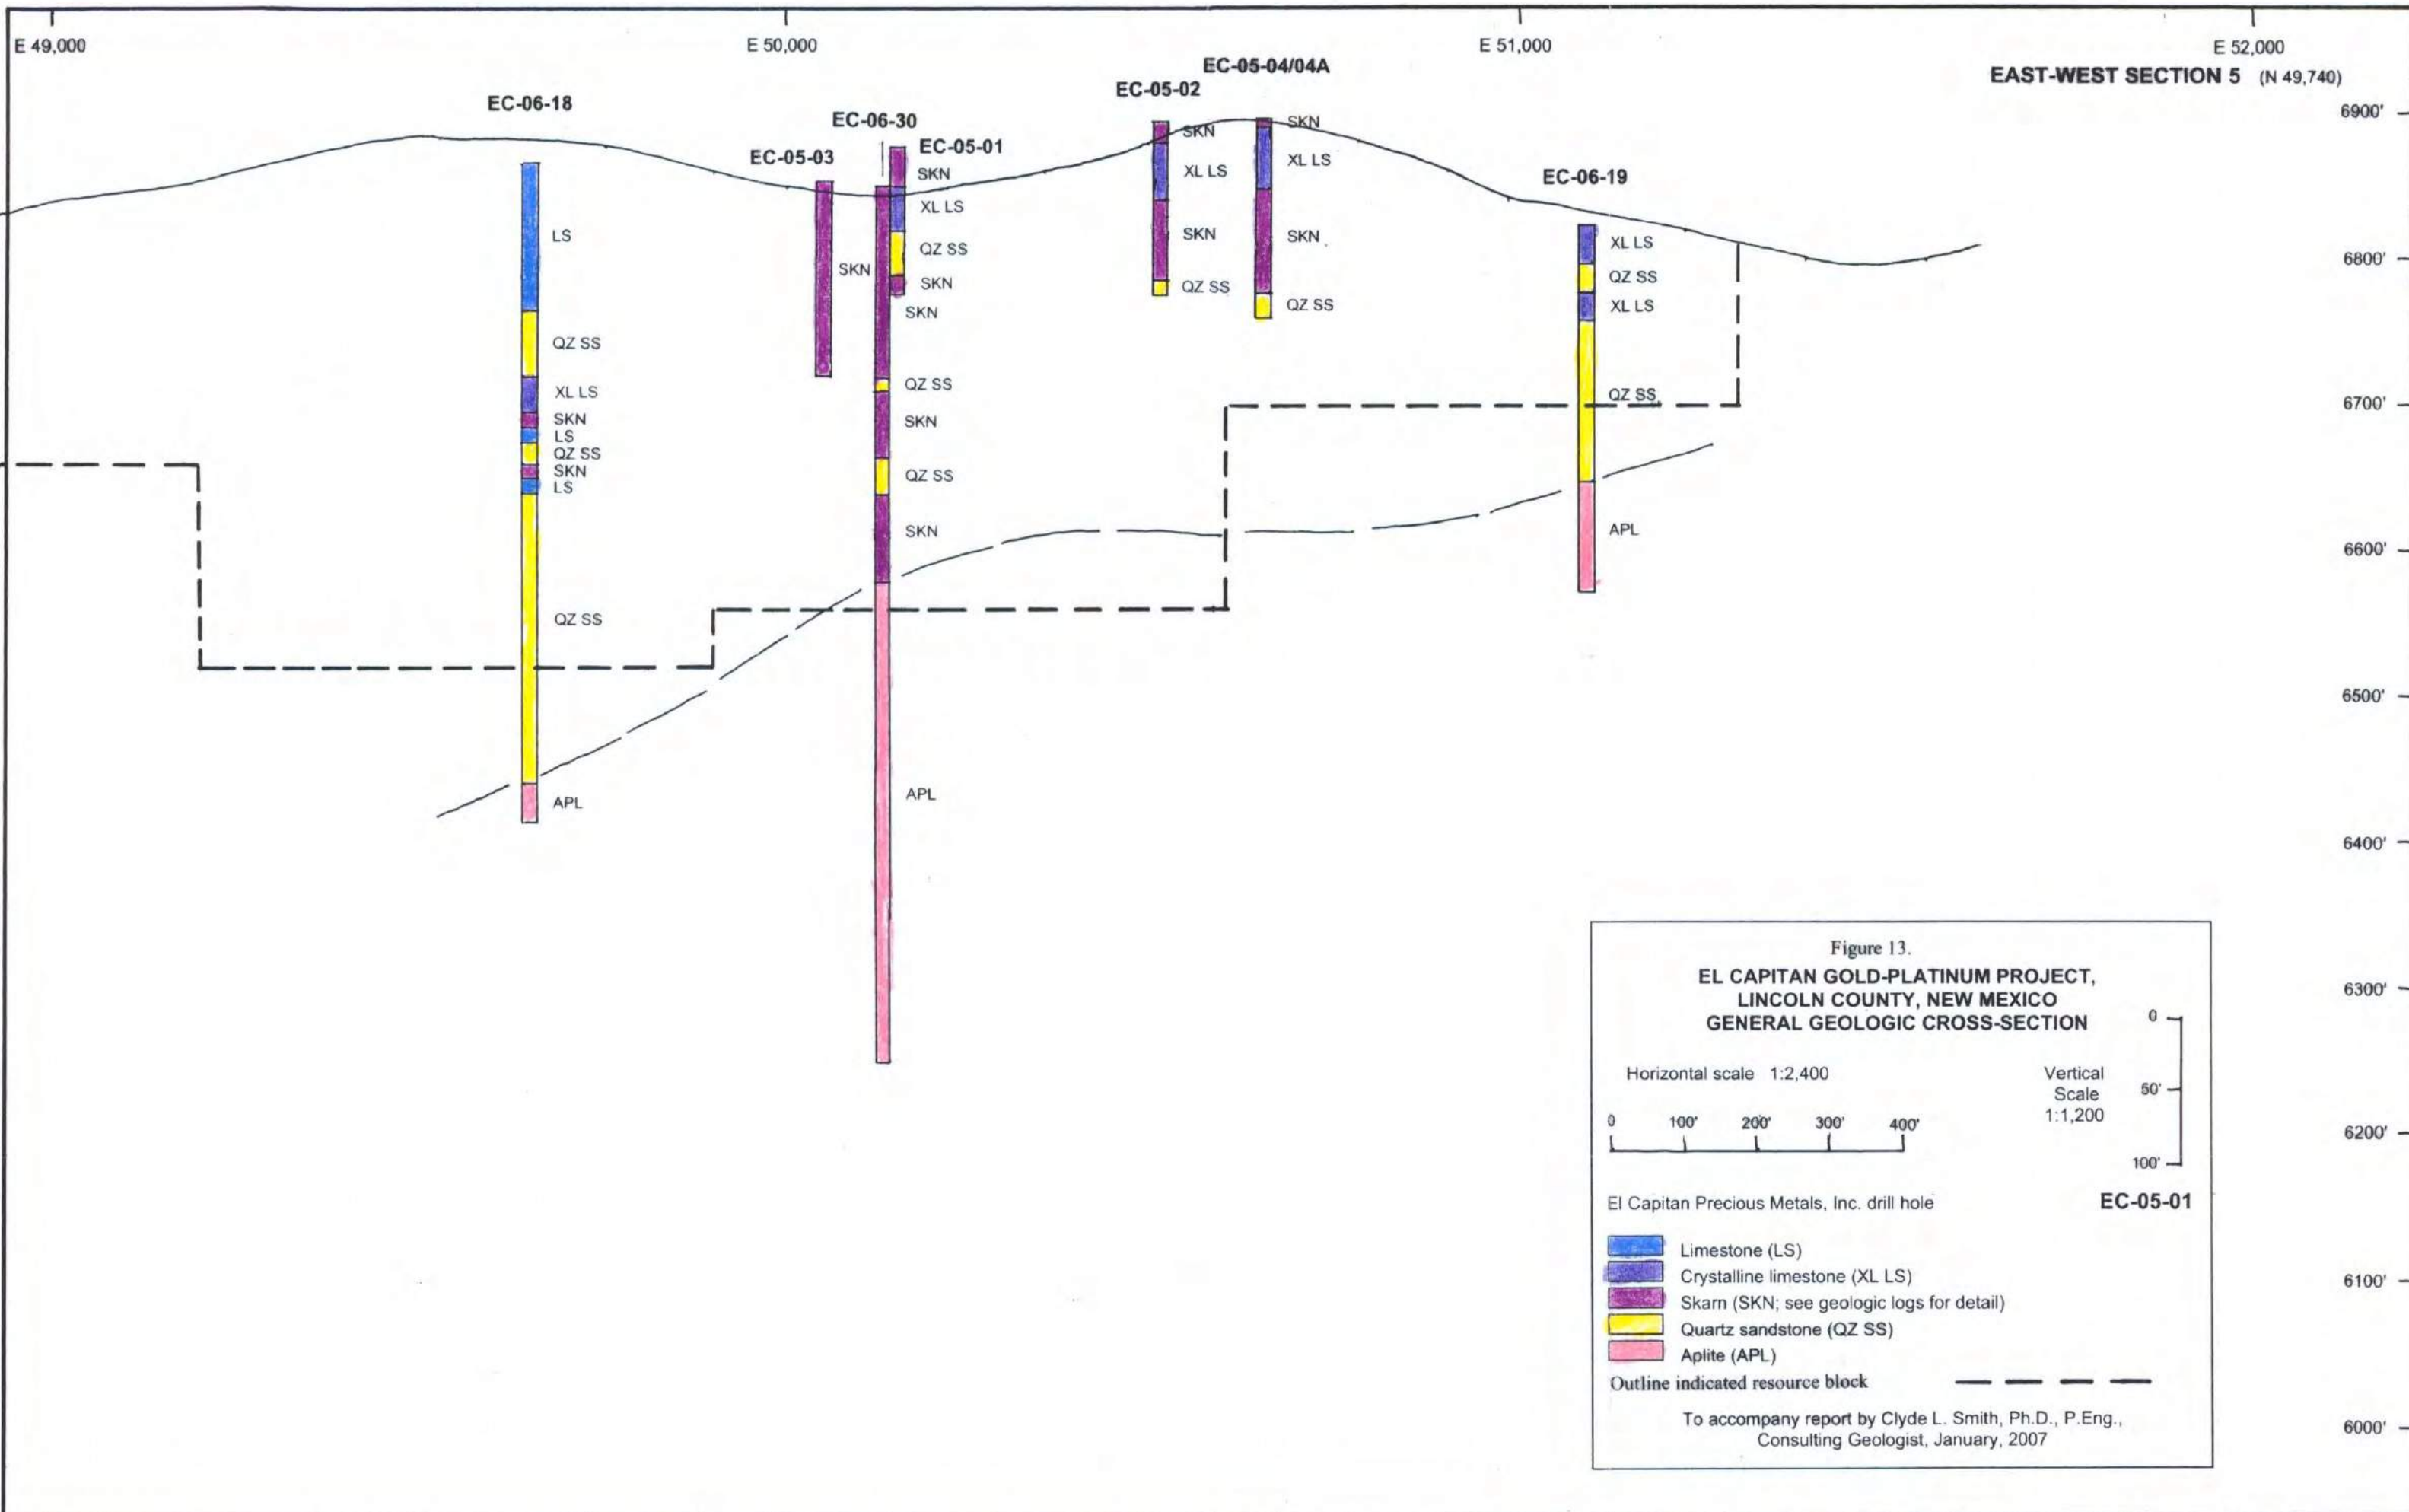 E 49,000
E 50,000
E 51,000
E 52,000
EAST-WEST SECTION 5 (N 49,740)
EC-06-18
LS
QZ SS
XL LS
SKN
LS
QZ SS
SKN
LS
QZ SS
APL
EC-05-03
SKN
EC-06-30
SKN
QZ SS
SKN
QZ SS
SKN
APL
EC-05-01
SKN
XL LS
QZ SS
SKN
EC-05-02
SKN
XL LS
SKN
QZ SS
EC-05-04/04A
SKN
XL LS
SKN
QZ SS
EC-06-19
XL LS
QZ SS
XL LS
QZ SS
APL
6900'
6800'
6700'
6600'
6500'
6400'
6300'
6200'
6100'
6000'
Figure 13.
EL CAPITAN GOLD-PLATINUM PROJECT,
LINCOLN COUNTY, NEW MEXICO
GENERAL GEOLOGIC CROSS-SECTION
Horizontal scale 1:2,400
0 100' 200' 300' 400'
Vertical
Scale
1:1,200
0
50'
100'
El Capitan Precious Metals, Inc. drill hole EC-05-01
Limestone (LS)
Crystalline limestone (XL LS)
Skarn (SKN; see geologic logs for detail)
Quartz sandstone (QZ SS)
Aplite (APL)
Outline indicated resource block
To accompany report by Clyde L. Smith, Ph.D., P.Eng.,
Consulting Geologist, January, 2007